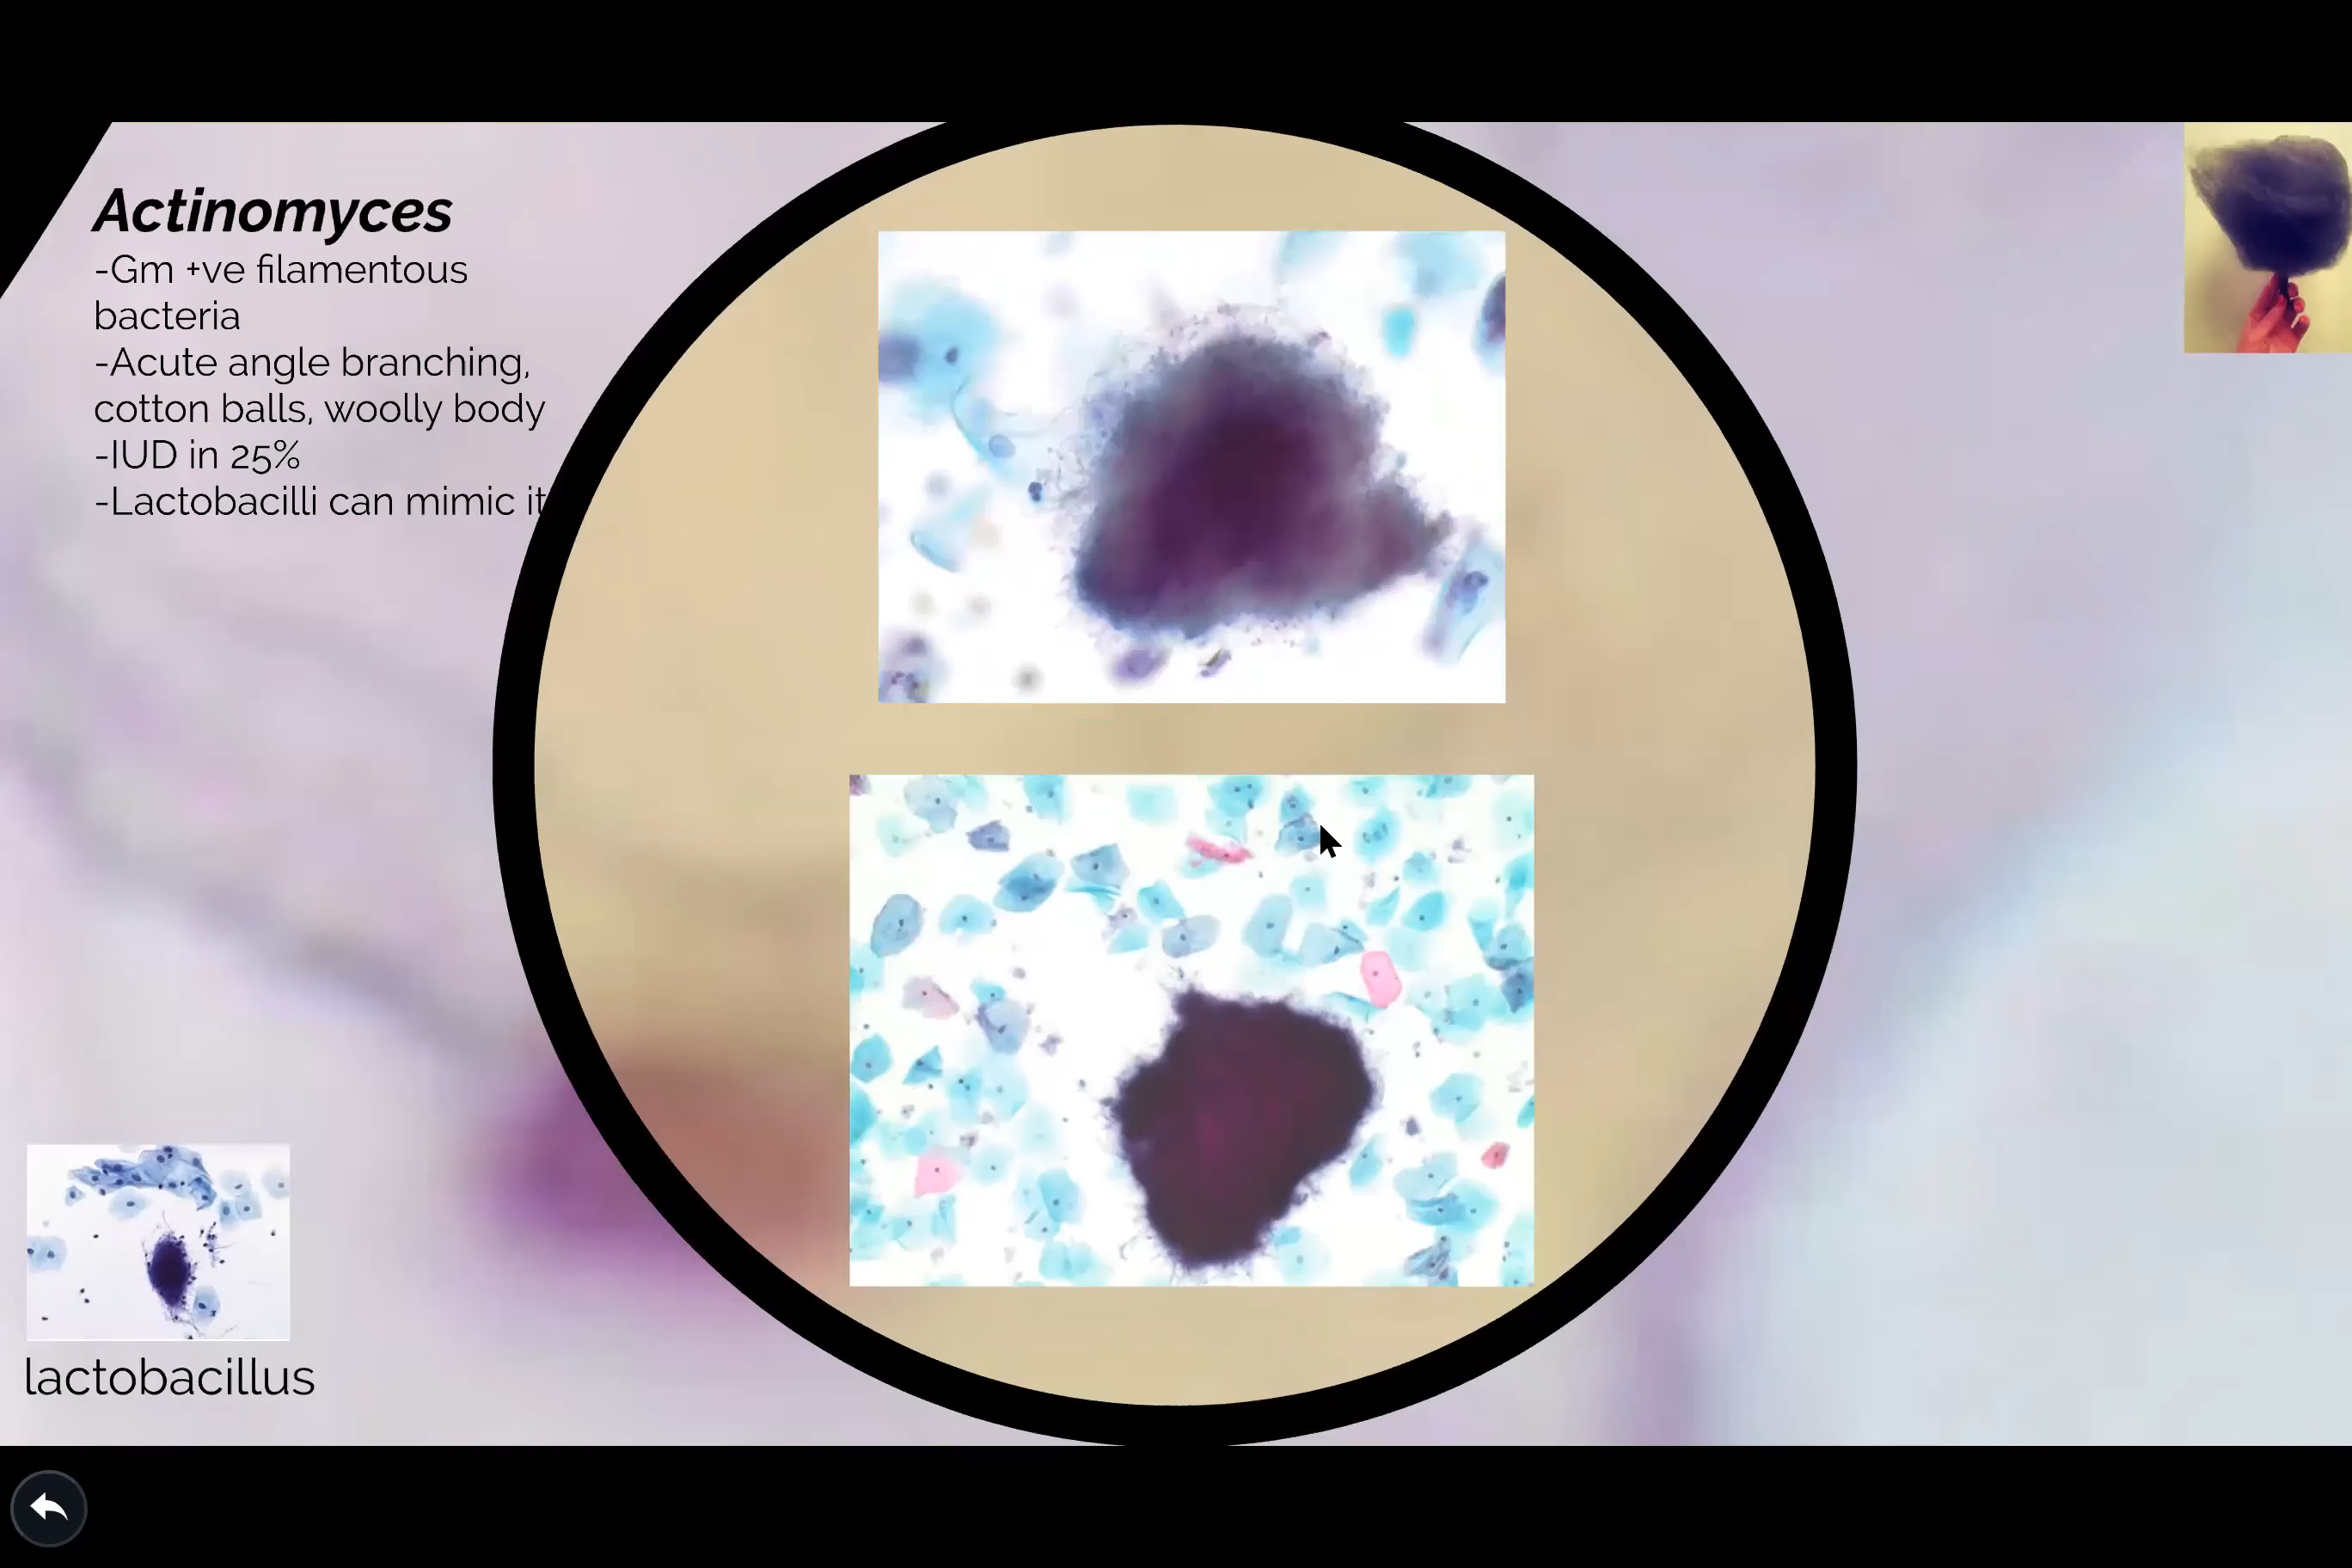 Actinomyces
-Gm +ve filamentous
bacteria
-Acute angle branching,
cotton balls, woolly body
-IUD in 25%
-Lactobacilli can mimic it
lactobacillus